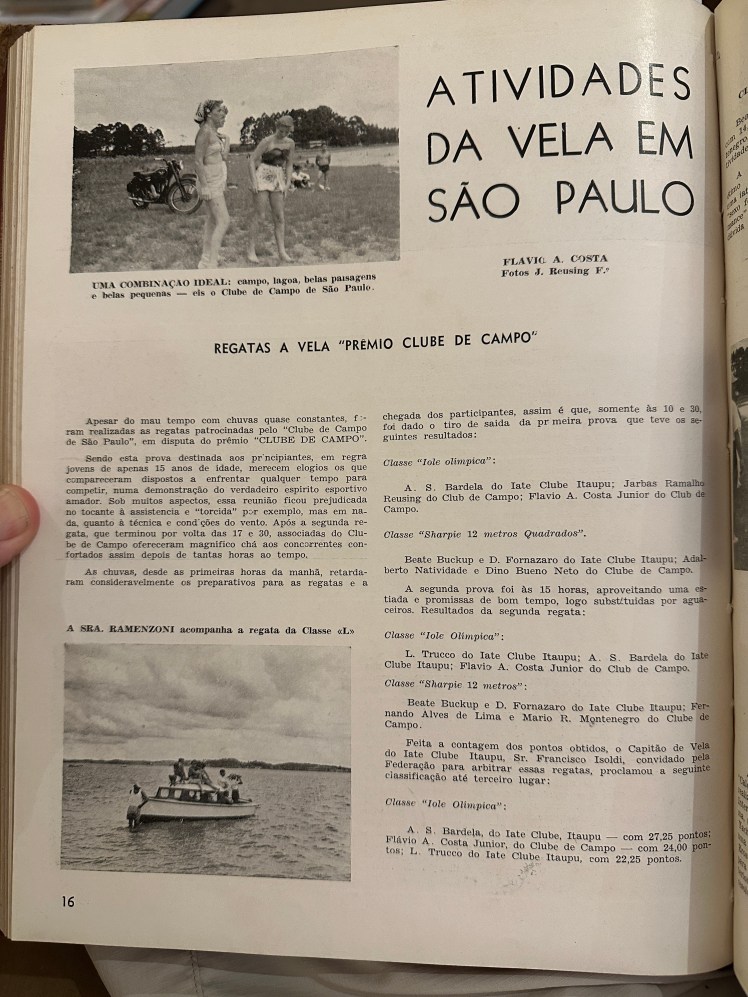 ATIVIDADES
DA VELA EM
SÃO PAULO
FLAVIO A. COSTA
Fotos J. Reusing F.º
UMA COMBINAÇAO IDEAL: campo, lagoa, belas paisagens
e belas pequenas — eis o Clube de Campo de São Paulo.
REGATAS A VELA "PRÊMIO CLUBE DE CAMPO"
Apesar do mau tempo com chuvas quase constantes, fo-
ram realizadas as regatas patrocinadas pelo "Clube de Campo
de São Paulo", em disputa do prêmio "CLUBE DE CAMPO".
Sendo esta prova destinada aos principiantes, em regra
jovens de apenas 15 anos de idade, merecem elogios os que
compareceram dispostos a enfrentar qualquer tempo para
competir, numa demonstração do verdadeiro espirito esportivo
amador. Sob muitos aspectos, essa reunião ficou prejudicada
no tocante à assistencia e "torcida" por exemplo, mas em na-
da, quanto à técnica e condições do vento. Após a segunda re-
gata, que terminou por volta das 17 e 30, associadas do Clu-
be de Campo ofereceram magnifico chá aos concorrentes con-
fortados assim depois de tantas horas ao tempo.
As chuvas, desde as primeiras horas da manhã, retarda-
ram consideravelmente os preparativos para as regatas e a
A SRA. RAMENZONI acompanha a regata da Classe «L»
16
chegada dos participantes, assim é que, somente às 10 e 30,
foi dado o tiro de saida da pr meira prova que teve os se-
guintes resultados:
Classe "Iole olimpica":
A. S. Bardela do Iate Clube Itaupu; Jarbas Ramalho
Reusing do Club de Campo; Flavio A. Costa Junior do Club de
Campo.
Classe "Sharpie 12 metros Quadrados".
Beate Buckup e D. Fornazaro do Iate Clube Itaupu; Adal-
berto Natividade e Dino Bueno Neto do Clube de Campo.
A segunda prova foi às 15 horas, aproveitando uma es-
tiada e promissas de bom tempo, logo substituidas por agua-
ceiros. Resultados da segunda regata:
Classe "Iole Olimpica":
L. Trucco do Iate Clube Itaupu; A. S. Bardela do Iate
Clube Itaupu; Flavio A. Costa Junior do Club de Campo.
Classe "Sharpie 12 metros":
Beate Buckup e D. Fornazaro do Iate Clube Itaupu; Fer-
nando Alves de Lima e Mario R. Montenegro do Clube de
Campo.
Feita a contagem dos pontos obtidos, o Capitão de Vela
do Iate Clube Itaupu, Sr. Francisco Isoldi, convidado pela
Federação para arbitrar essas regatas, proclamou a seguinte
classificação até terceiro lugar:
Classe "Iole Olimpica":
A. S. Bardela, do Iate Clube, Itaupu — com 27,25 pontos;
Flávio A. Costa Junior, do Clube de Campo — com 24,00 pon-
tos; L. Trucco do Iate Clube Itaupu, com 22,25 pontos.